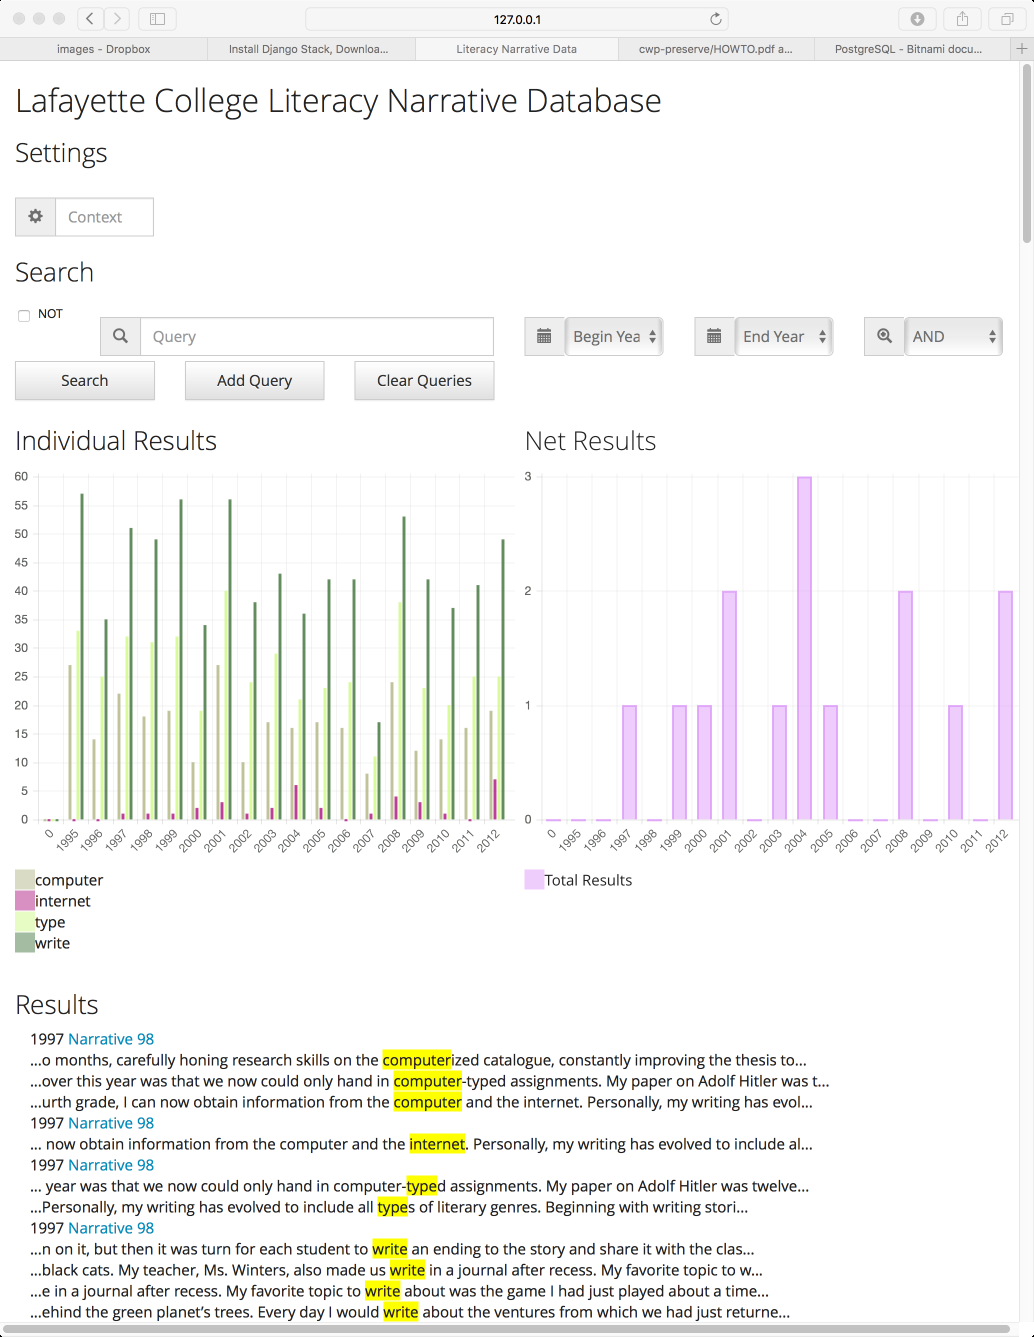 127.0.0.1
images - Dropbox
Install Django Stack, Downloa...
Literacy Narrative Data
cwp-preserve/HOWTO.pdf a...
PostgreSQL - Bitnami docu...
Lafayette College Literacy Narrative Database
Settings
Context
Search
NOT
Query
Begin Yea
End Year
AND
Search
Add Query
Clear Queries
Individual Results
60
55
50
45
40
35
30
25
20
15
10
5
0
0 1995 1996 1997 1998 1999 2000 2001 2002 2003 2004 2005 2006 2007 2008 2009 2010 2011 2012
computer
internet
type
write
Net Results
3
2
1
0
0 1995 1996 1997 1998 1999 2000 2001 2002 2003 2004 2005 2006 2007 2008 2009 2010 2011 2012
Total Results
Results
1997 Narrative 98
...o months, carefully honing research skills on the computerized catalogue, constantly improving the thesis to...
...over this year was that we now could only hand in computer-typed assignments. My paper on Adolf Hitler was t...
...urth grade, I can now obtain information from the computer and the internet. Personally, my writing has evol...
1997 Narrative 98
... now obtain information from the computer and the internet. Personally, my writing has evolved to include al...
1997 Narrative 98
... year was that we now could only hand in computer-typed assignments. My paper on Adolf Hitler was twelve...
...Personally, my writing has evolved to include all types of literary genres. Beginning with writing stori...
1997 Narrative 98
...n on it, but then it was turn for each student to write an ending to the story and share it with the clas...
...black cats. My teacher, Ms. Winters, also made us write in a journal after recess. My favorite topic to w...
...e in a journal after recess. My favorite topic to write about was the game I had just played about a time...
...ehind the green planet’s trees. Every day I would write about the ventures from which we had just returne...